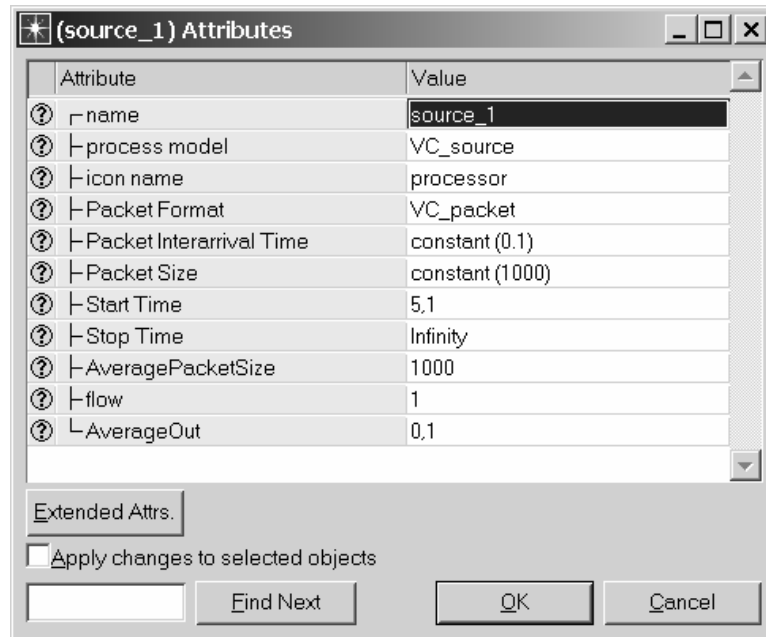 (source_1) Attributes
Attribute Value
name source_1
process model VC_source
icon name processor
Packet Format VC_packet
Packet Interarrival Time constant (0.1)
Packet Size constant (1000)
Start Time 5,1
Stop Time Infinity
AveragePacketSize 1000
flow 1
AverageOut 0,1
Extended Attrs.
Apply changes to selected objects
Find Next OK Cancel